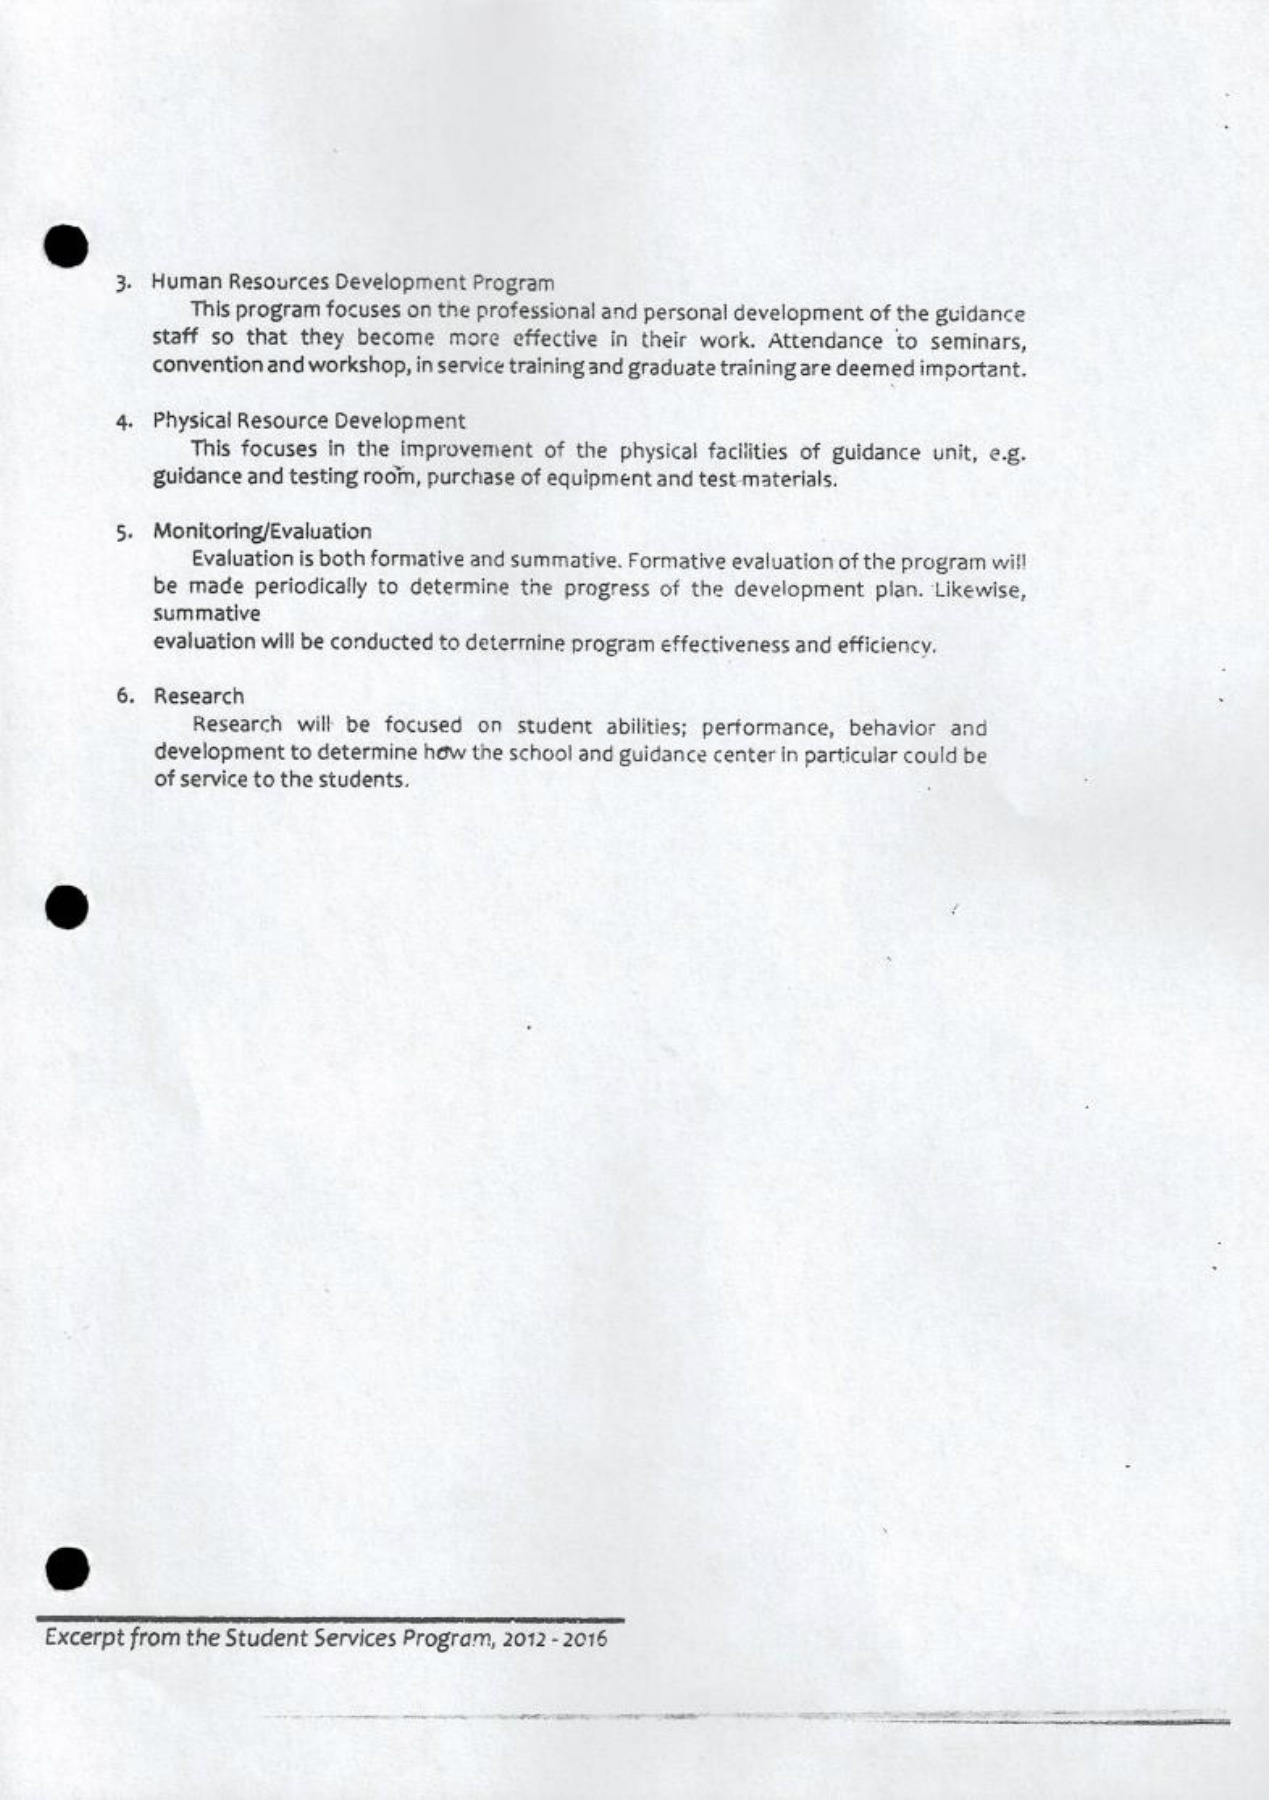 3. Human Resources Development Program
This program focuses on the professional and personal development of the guidance
staff so that they become more effective in their work. Attendance to seminars,
convention and workshop, in service training and graduate training are deemed important.
4. Physical Resource Development
This focuses in the improvement of the physical facilities of guidance unit, e.g.
guidance and testing room, purchase of equipment and test materials.
5. Monitoring/Evaluation
Evaluation is both formative and summative. Formative evaluation of the program will
be made periodically to determine the progress of the development plan. Likewise,
summative
evaluation will be conducted to determine program effectiveness and efficiency.
6. Research
Research will be focused on student abilities; performance, behavior and
development to determine how the school and guidance center in particular could be
of service to the students.
Excerpt from the Student Services Program, 2012 - 2016